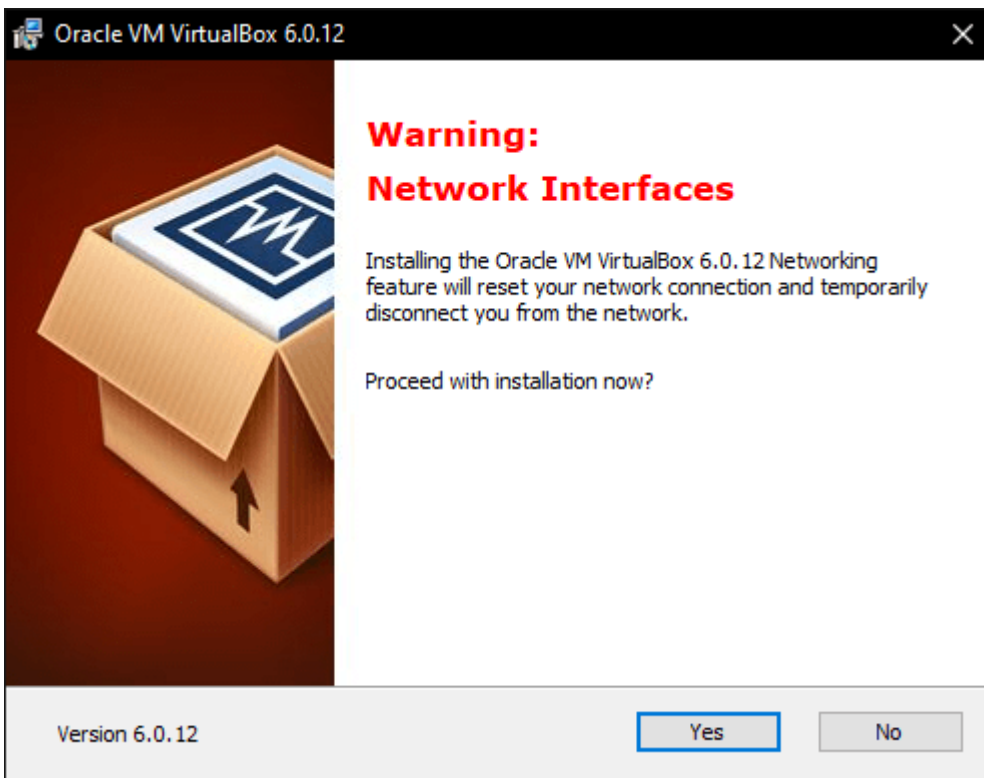 Oracle VM VirtualBox 6.0.12
Warning:
Network Interfaces
Installing the Oracle VM VirtualBox 6.0.12 Networking
feature will reset your network connection and temporarily
disconnect you from the network.
Proceed with installation now?
Version 6.0.12
Yes
No